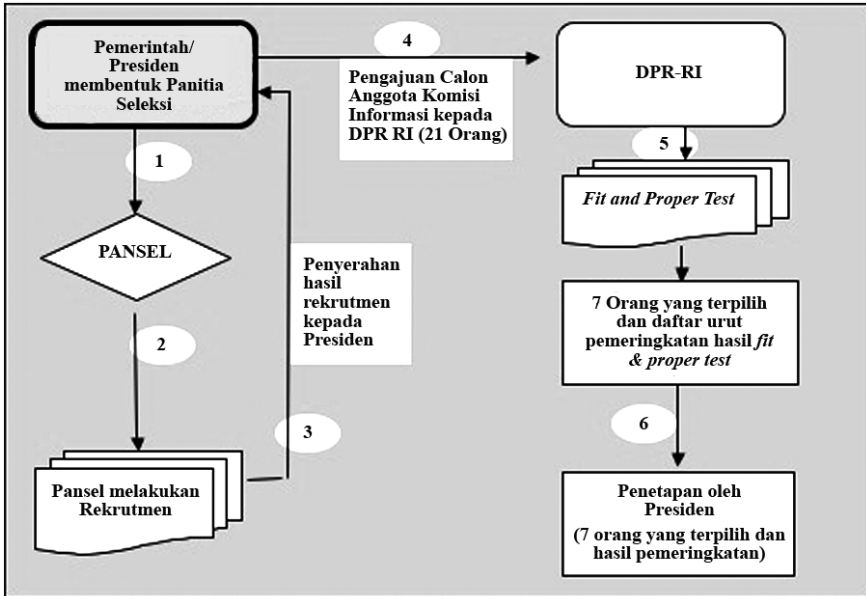 Pemerintah/
Presiden
membentuk Panitia
Seleksi
1
PANSEL
2
Pansel melakukan
Rekrutmen
3
Penyerahan
hasil
rekrutmen
kepada
Presiden
4
Pengajuan Calon
Anggota Komisi
Informasi kepada
DPR RI (21 Orang)
DPR-RI
5
Fit and Proper Test
7 Orang yang terpilih
dan daftar urut
pemeringkatan hasil fit
& proper test
6
Penetapan oleh
Presiden
(7 orang yang terpilih dan
hasil pemeringkatan)